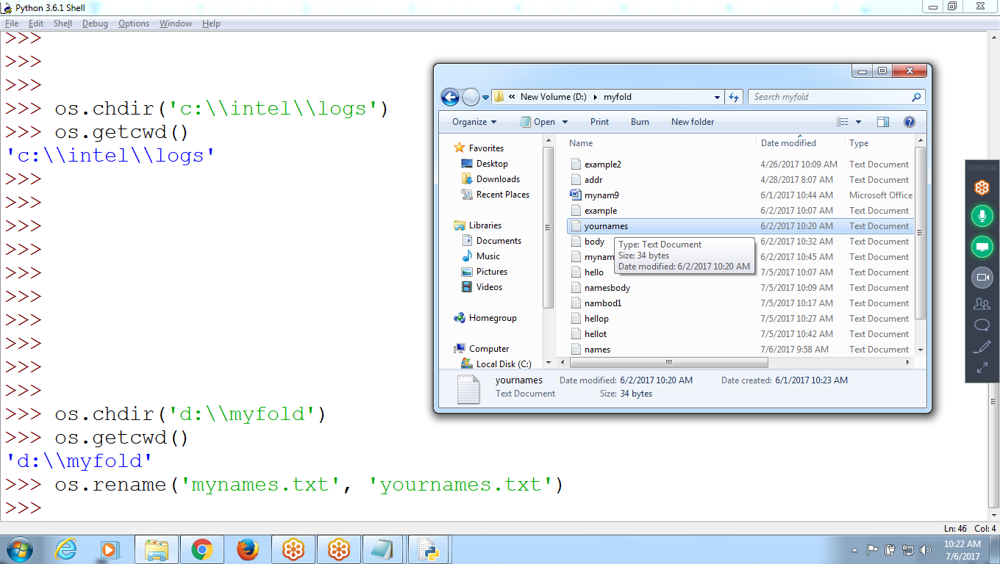 Python 3.6.1 Shell
File Edit Shell Debug Options Window Help
>>>
>>>
>>>
>>> os.chdir('c:\\intel\\logs')
>>> os.getcwd()
'c:\\intel\\logs'
>>>
>>>
>>>
>>>
>>>
>>>
>>>
>>>
>>>
>>>
>>> os.chdir('d:\\myfold')
>>> os.getcwd()
'd:\\myfold'
>>> os.rename('mynames.txt', 'yournames.txt')
>>>
« New Volume (D:) myfold
Search myfold
Organize Open Print Burn New folder
Favorites
Desktop
Downloads
Recent Places
Libraries
Documents
Music
Pictures
Videos
Homegroup
Computer
Local Disk (C:)
Name Date modified Type
example2 4/26/2017 10:09 AM Text Document
addr 4/28/2017 8:07 AM Text Document
mynam9 6/1/2017 10:44 AM Microsoft Office
example 6/2/2017 10:07 AM Text Document
yournames 6/2/2017 10:20 AM Text Document
body 6/2/2017 10:32 AM Text Document
mynam 6/2/2017 10:45 AM Text Document
hello 7/5/2017 10:07 AM Text Document
namesbody 7/5/2017 10:09 AM Text Document
nambod1 7/5/2017 10:17 AM Text Document
hellop 7/5/2017 10:27 AM Text Document
hellot 7/5/2017 10:42 AM Text Document
names 7/6/2017 9:58 AM Text Document
Type: Text Document
Size: 34 bytes
Date modified: 6/2/2017 10:20 AM
yournames Date modified: 6/2/2017 10:20 AM Date created: 6/1/2017 10:23 AM
Text Document Size: 34 bytes
Ln: 46 Col: 4
10:22 AM
7/6/2017